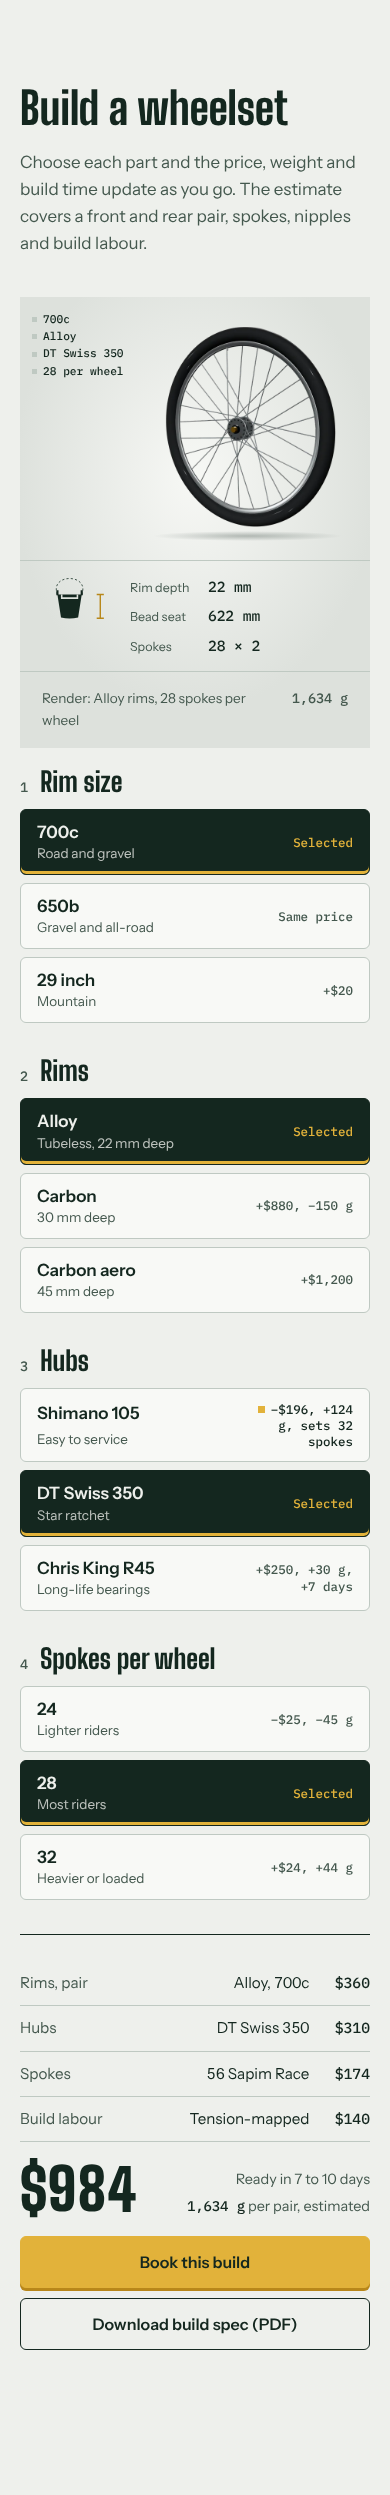 Build a wheelset
Choose each part and the price, weight and
build time update as you go. The estimate
covers a front and rear pair, spokes, nipples
and build labour.
700c
Alloy
DT Swiss 350
28 per wheel
Rim depth 22 mm
Bead seat 622 mm
Spokes 28 × 2
Render: Alloy rims, 28 spokes per 1,634 g
wheel
1 Rim size
700c
Road and gravel
Selected
650b
Gravel and all-road
Same price
29 inch
Mountain
+$20
2 Rims
Alloy
Tubeless, 22 mm deep
Selected
Carbon
30 mm deep
+$880, −150 g
Carbon aero
45 mm deep
+$1,200
3 Hubs
Shimano 105
Easy to service
−$196, +124
g, sets 32
spokes
DT Swiss 350
Star ratchet
Selected
Chris King R45
Long-life bearings
+$250, +30 g,
+7 days
4 Spokes per wheel
24
Lighter riders
−$25, −45 g
28
Most riders
Selected
32
Heavier or loaded
+$24, +44 g
Rims, pair Alloy, 700c $360
Hubs DT Swiss 350 $310
Spokes 56 Sapim Race $174
Build labour Tension-mapped $140
$984
Ready in 7 to 10 days
1,634 g per pair, estimated
Book this build
Download build spec (PDF)